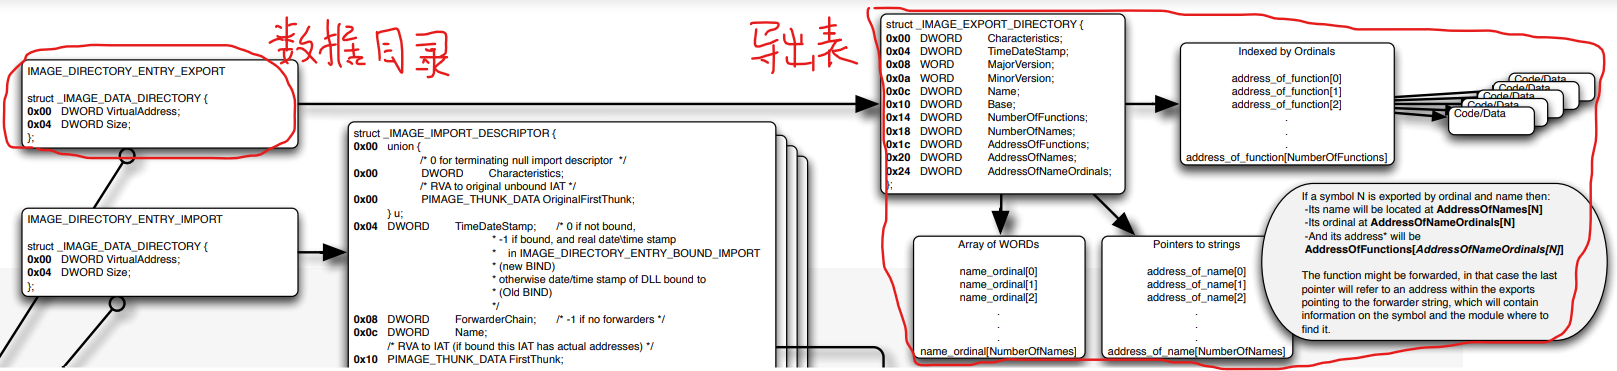 数据目录
导出表
IMAGE_DIRECTORY_ENTRY_EXPORT
struct _IMAGE_DATA_DIRECTORY {
0x00 DWORD VirtualAddress;
0x04 DWORD Size;
};
IMAGE_DIRECTORY_ENTRY_IMPORT
struct _IMAGE_DATA_DIRECTORY {
0x00 DWORD VirtualAddress;
0x04 DWORD Size;
};
struct _IMAGE_IMPORT_DESCRIPTOR {
0x00 union {
/* 0 for terminating null import descriptor */
0x00 DWORD Characteristics;
/* RVA to original unbound IAT */
0x00 PIMAGE_THUNK_DATA OriginalFirstThunk;
} u;
0x04 DWORD TimeDateStamp; /* 0 if not bound,
* -1 if bound, and real date\time stamp
* in IMAGE_DIRECTORY_ENTRY_BOUND_IMPORT
* (new BIND)
* otherwise date/time stamp of DLL bound to
* (Old BIND)
*/
0x08 DWORD ForwarderChain; /* -1 if no forwarders */
0x0c DWORD Name;
/* RVA to IAT (if bound this IAT has actual addresses) */
0x10 PIMAGE_THUNK_DATA FirstThunk;
struct _IMAGE_EXPORT_DIRECTORY {
0x00 DWORD Characteristics;
0x04 DWORD TimeDateStamp;
0x08 WORD MajorVersion;
0x0a WORD MinorVersion;
0x0c DWORD Name;
0x10 DWORD Base;
0x14 DWORD NumberOfFunctions;
0x18 DWORD NumberOfNames;
0x1c DWORD AddressOfFunctions;
0x20 DWORD AddressOfNames;
0x24 DWORD AddressOfNameOrdinals;
};
Indexed by Ordinals
address_of_function[0]
address_of_function[1]
address_of_function[2]
.
.
.
address_of_function[NumberOfFunctions]
Code/Data
Code/Data
Code/Data
Code/Data
Code/Data
Array of WORDs
name_ordinal[0]
name_ordinal[1]
name_ordinal[2]
.
.
.
name_ordinal[NumberOfNames]
Pointers to strings
address_of_name[0]
address_of_name[1]
address_of_name[2]
.
.
.
address_of_name[NumberOfNames]
If a symbol N is exported by ordinal and name then:
-Its name will be located at AddressOfNames[N]
-Its ordinal at AddressOfNameOrdinals[N]
-And its address* will be
AddressOfFunctions[AddressOfNameOrdinals[N]]
The function might be forwarded, in that case the last
pointer will refer to an address within the exports
pointing to the forwarder string, which will contain
information on the symbol and the module where to
find it.